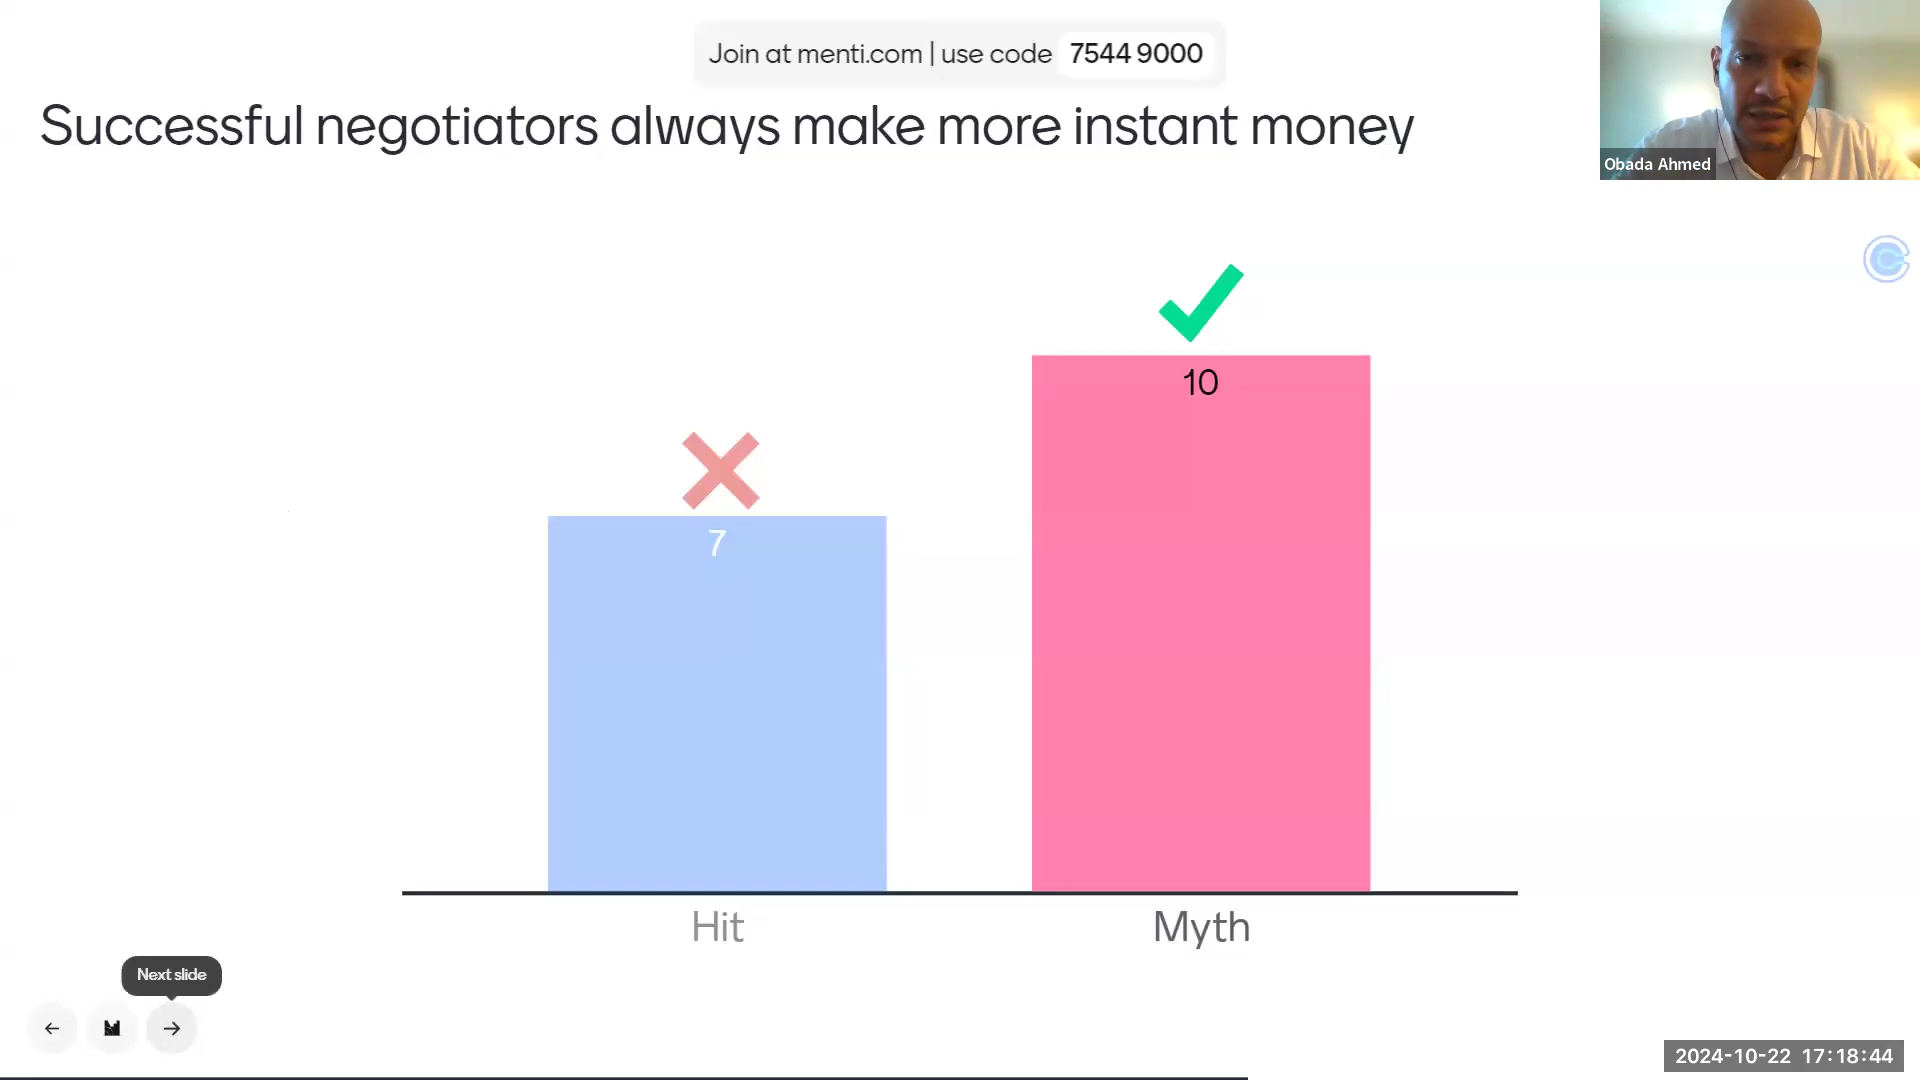 Join at menti.com | use code 7544 9000
Successful negotiators always make more instant money
Obada Ahmed
10
7
Hit
Myth
Next slide
2024-10-22 17:18:44